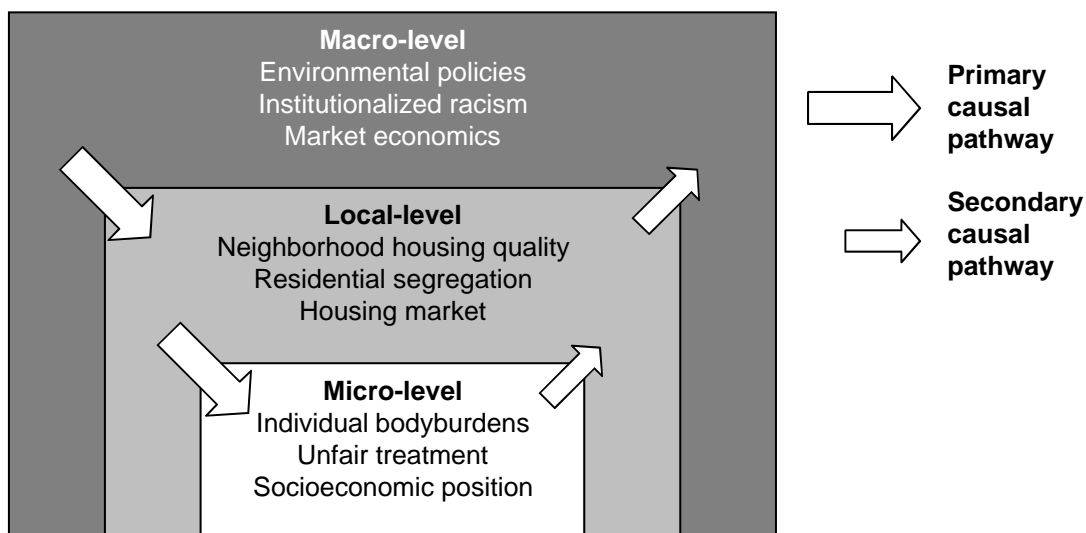 Macro-level
Environmental policies
Institutionalized racism
Market economics
Local-level
Neighborhood housing quality
Residential segregation
Housing market
Micro-level
Individual bodyburdens
Unfair treatment
Socioeconomic position
Primary
causal
pathway
Secondary
causal
pathway